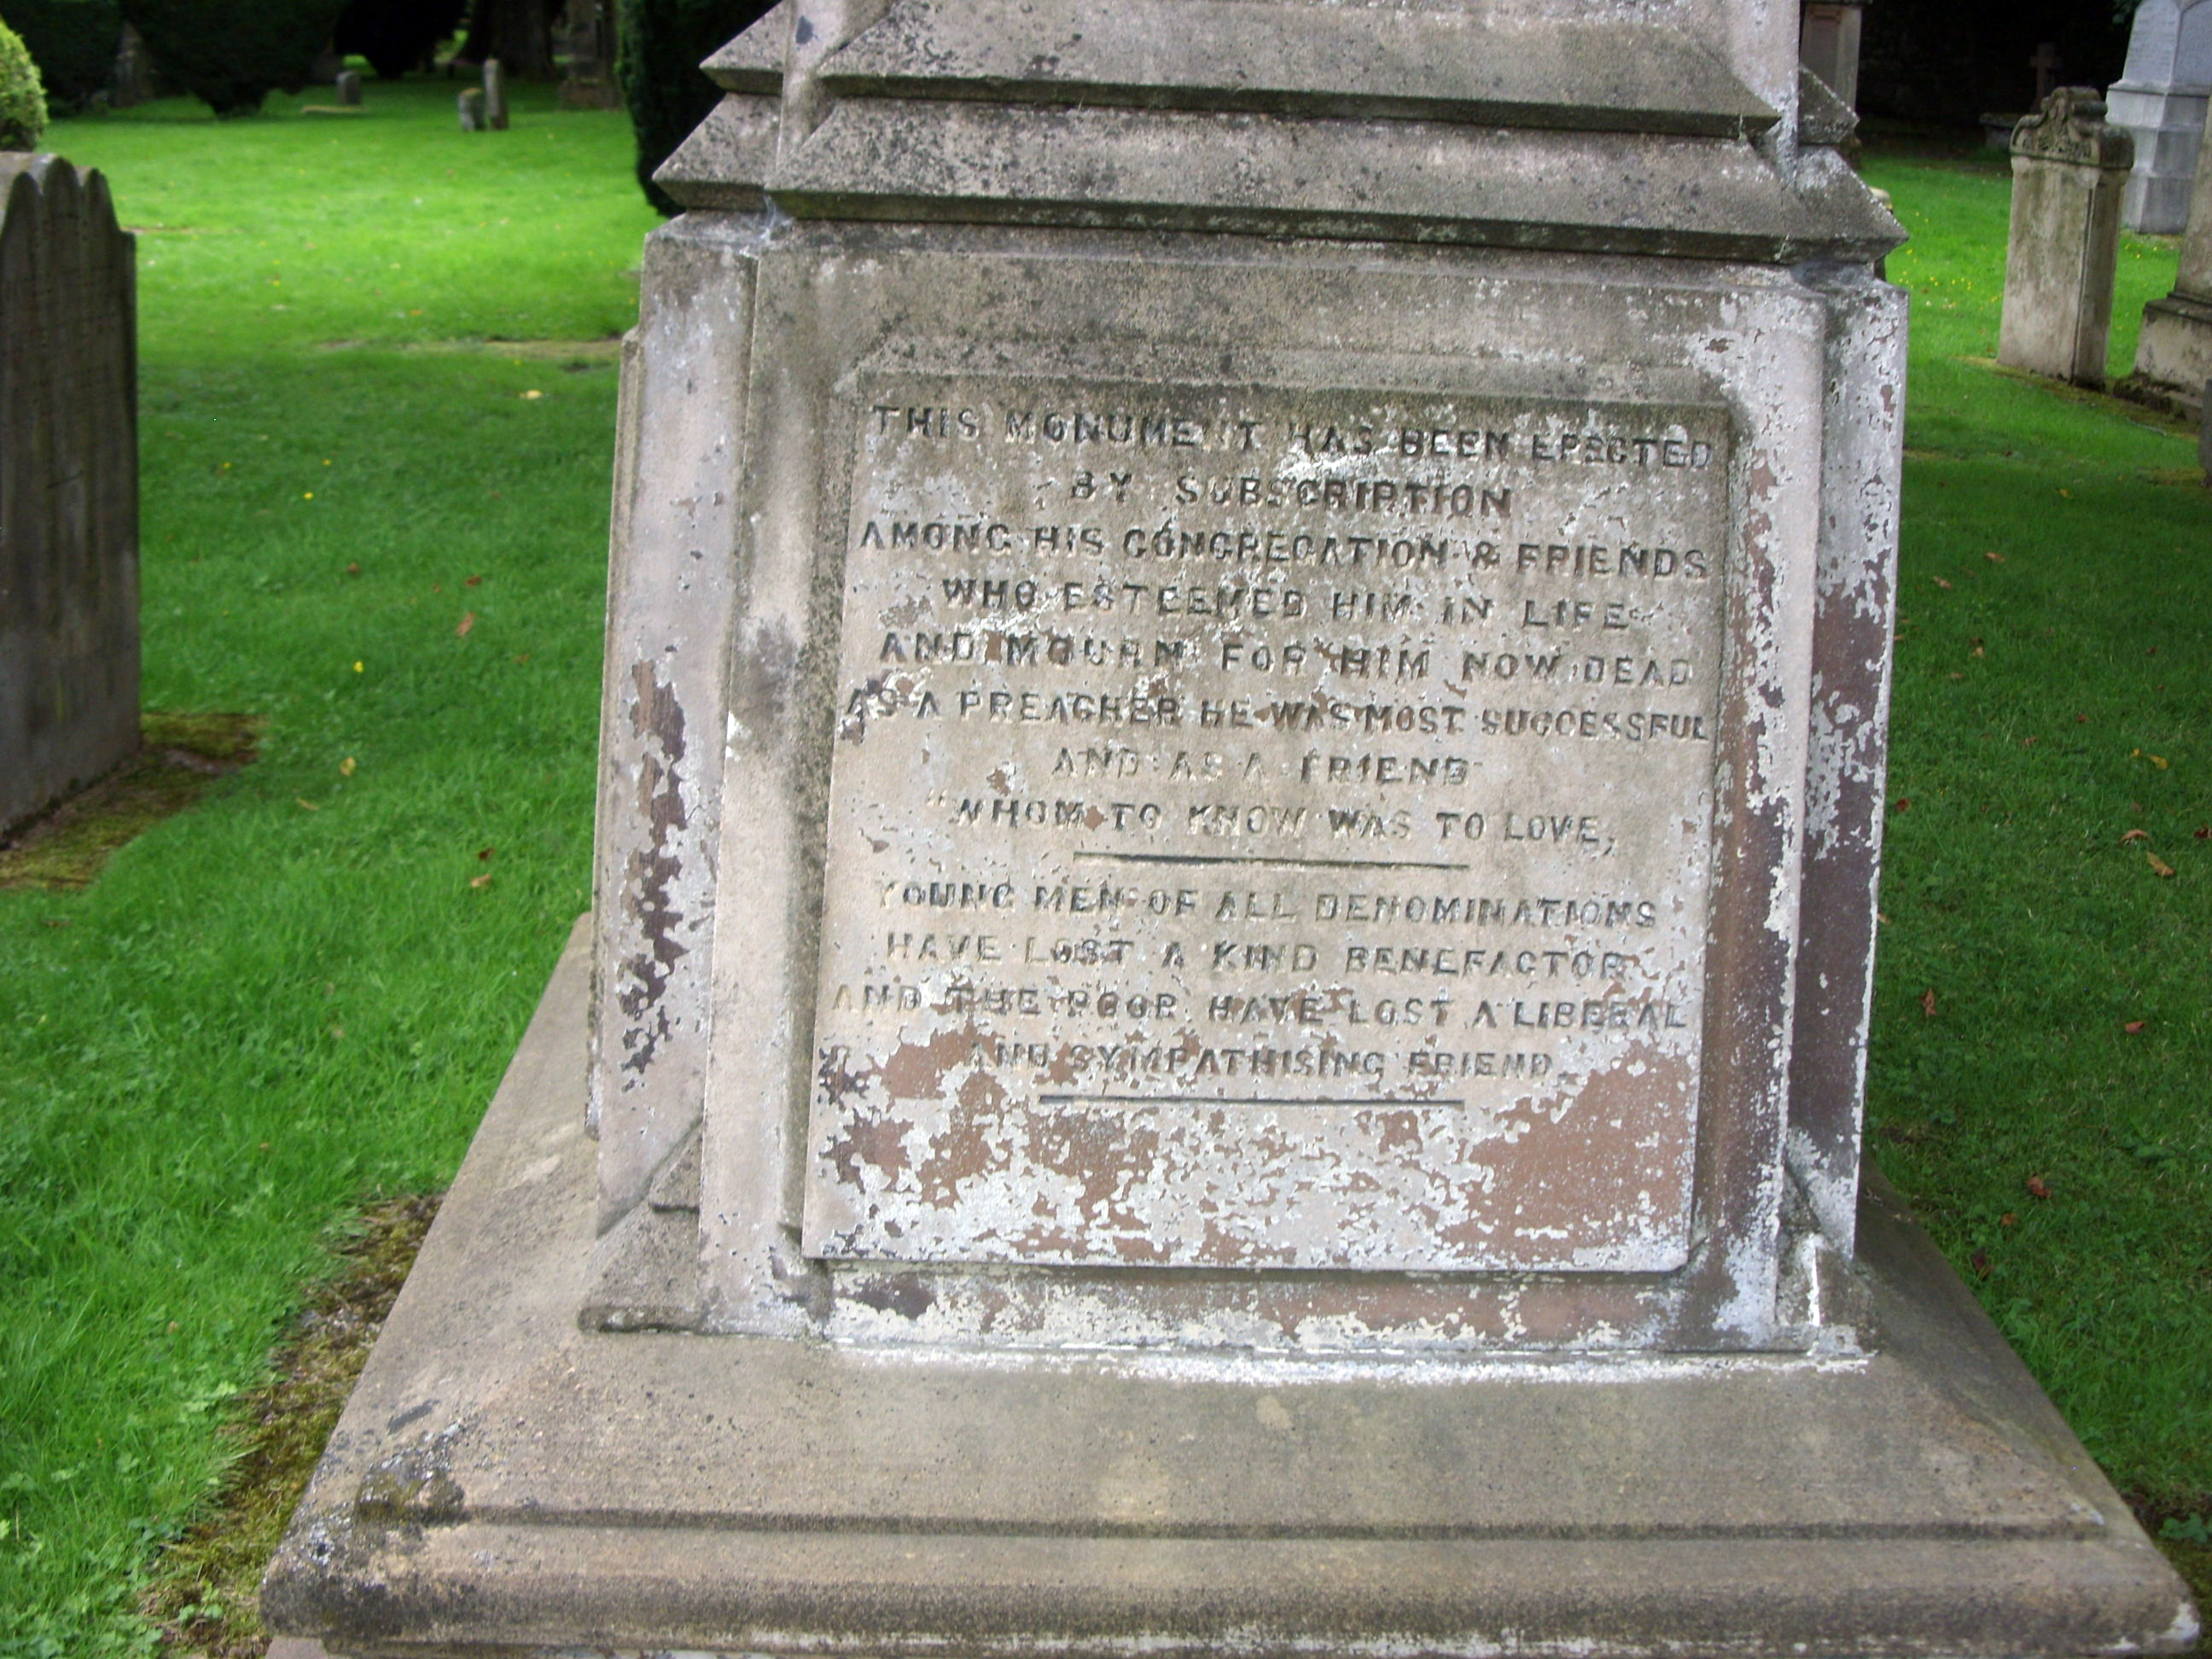 THIS MONUMENT HAS BEEN ERECTED
BY SUBSCRIPTION
AMONG HIS CONGREGATION & FRIENDS
WHO ESTEEMED HIM IN LIFE
AND MOURN FOR HIM NOW DEAD
AS A PREACHER HE WAS MOST SUCCESSFUL
AND AS A FRIEND
"WHOM TO KNOW WAS TO LOVE,
YOUNG MEN OF ALL DENOMINATIONS
HAVE LOST A KIND BENEFACTOR
AND THE POOR HAVE LOST A LIBERAL
AND SYMPATHISING FRIEND.